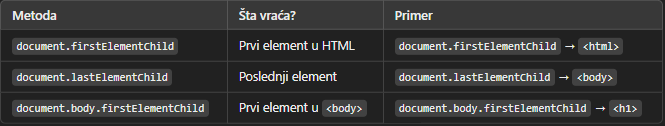 Metoda Šta vraća? Primer
document.firstElementChild Prvi element u HTML document.firstElementChild → <html>
document.lastElementChild Poslednji element document.lastElementChild → <body>
document.body.firstElementChild Prvi element u <body> document.body.firstElementChild → <h1>